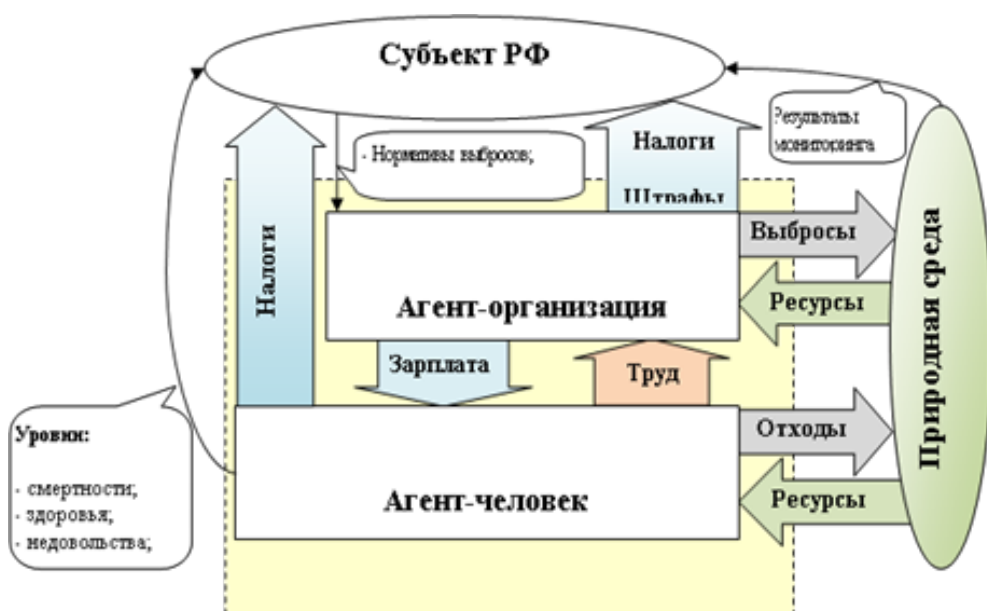 Субъект РФ
Результаты
мониторинга
- Нормативы выбросов;
Налоги
Штрафы
Налоги
Выбросы
Агент-организация
Ресурсы
Природная среда
Зарплата
Труд
Уровни:
- смертности;
- здоровья;
- недовольства;
Отходы
Агент-человек
Ресурсы